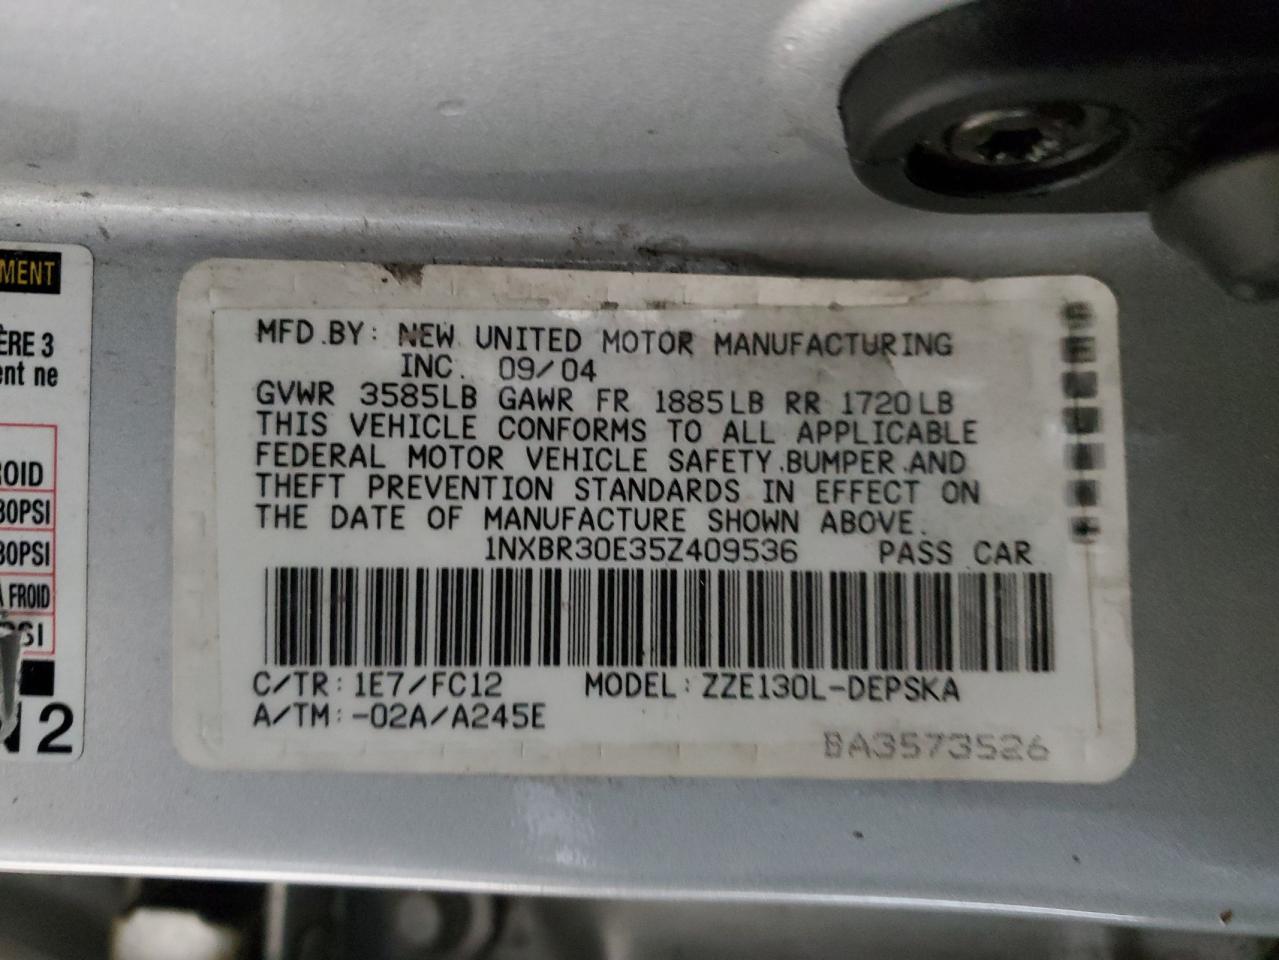 MENT
ÈRE 3
ent ne
ROID
30PSI
30PSI
A FROID
PSI
N2
MFD.BY: NEW UNITED MOTOR MANUFACTURING
INC. 09/04
GVWR 3585LB GAWR FR 1885LB RR 1720LB
THIS VEHICLE CONFORMS TO ALL APPLICABLE
FEDERAL MOTOR VEHICLE SAFETY.BUMPER.AND
THEFT PREVENTION STANDARDS IN EFFECT ON
THE DATE OF MANUFACTURE SHOWN ABOVE.
1NXBR30E35Z409536 PASS CAR
C/TR: 1E7/FC12 MODEL: ZZE130L-DEPSKA
A/TM: -02A/A245E
BA3573526